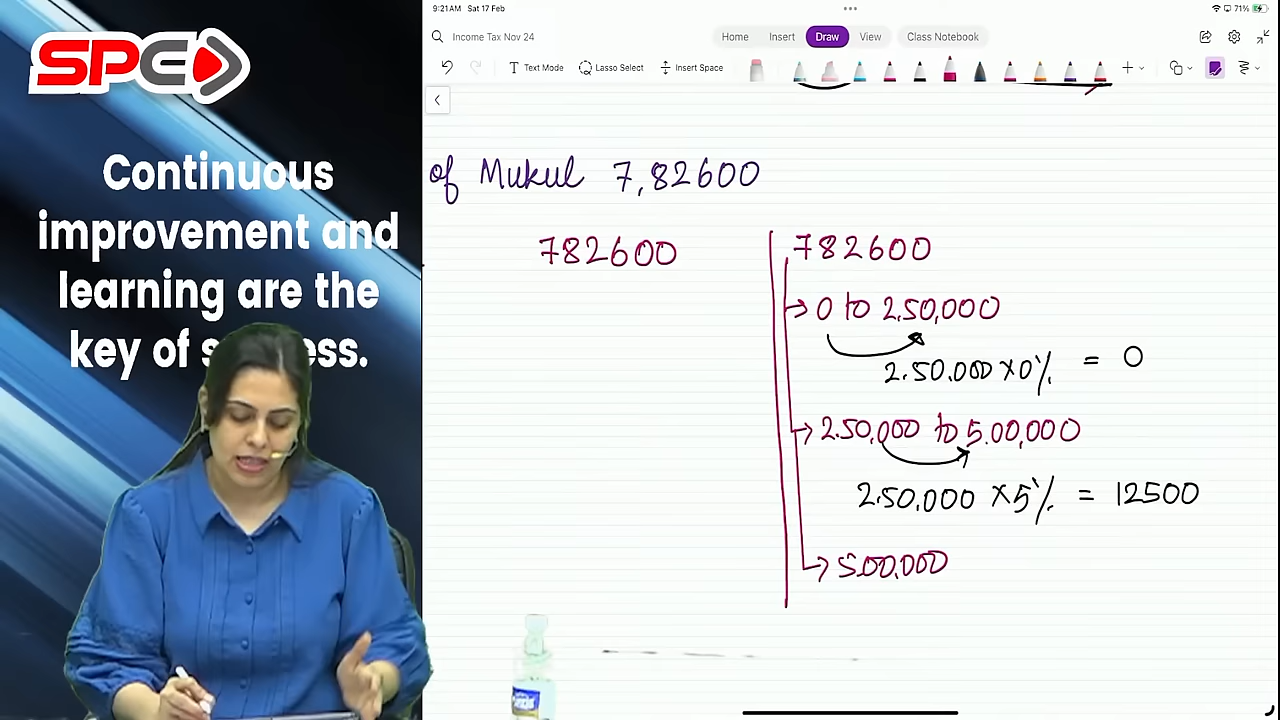 9:21 AM Sat 17 Feb
71%
Income Tax Nov 24
Home Insert Draw View Class Notebook
Text Mode Lasso Select Insert Space
SPC
Continuous
improvement and
learning are the
key of s ess.
of Mukul 7,82600
782600
782600
0 to 2.50,000
2.50.000 x 0% = 0
2.50,000 to 5.00,000
2.50.000 x 5% = 12500
5.00.000